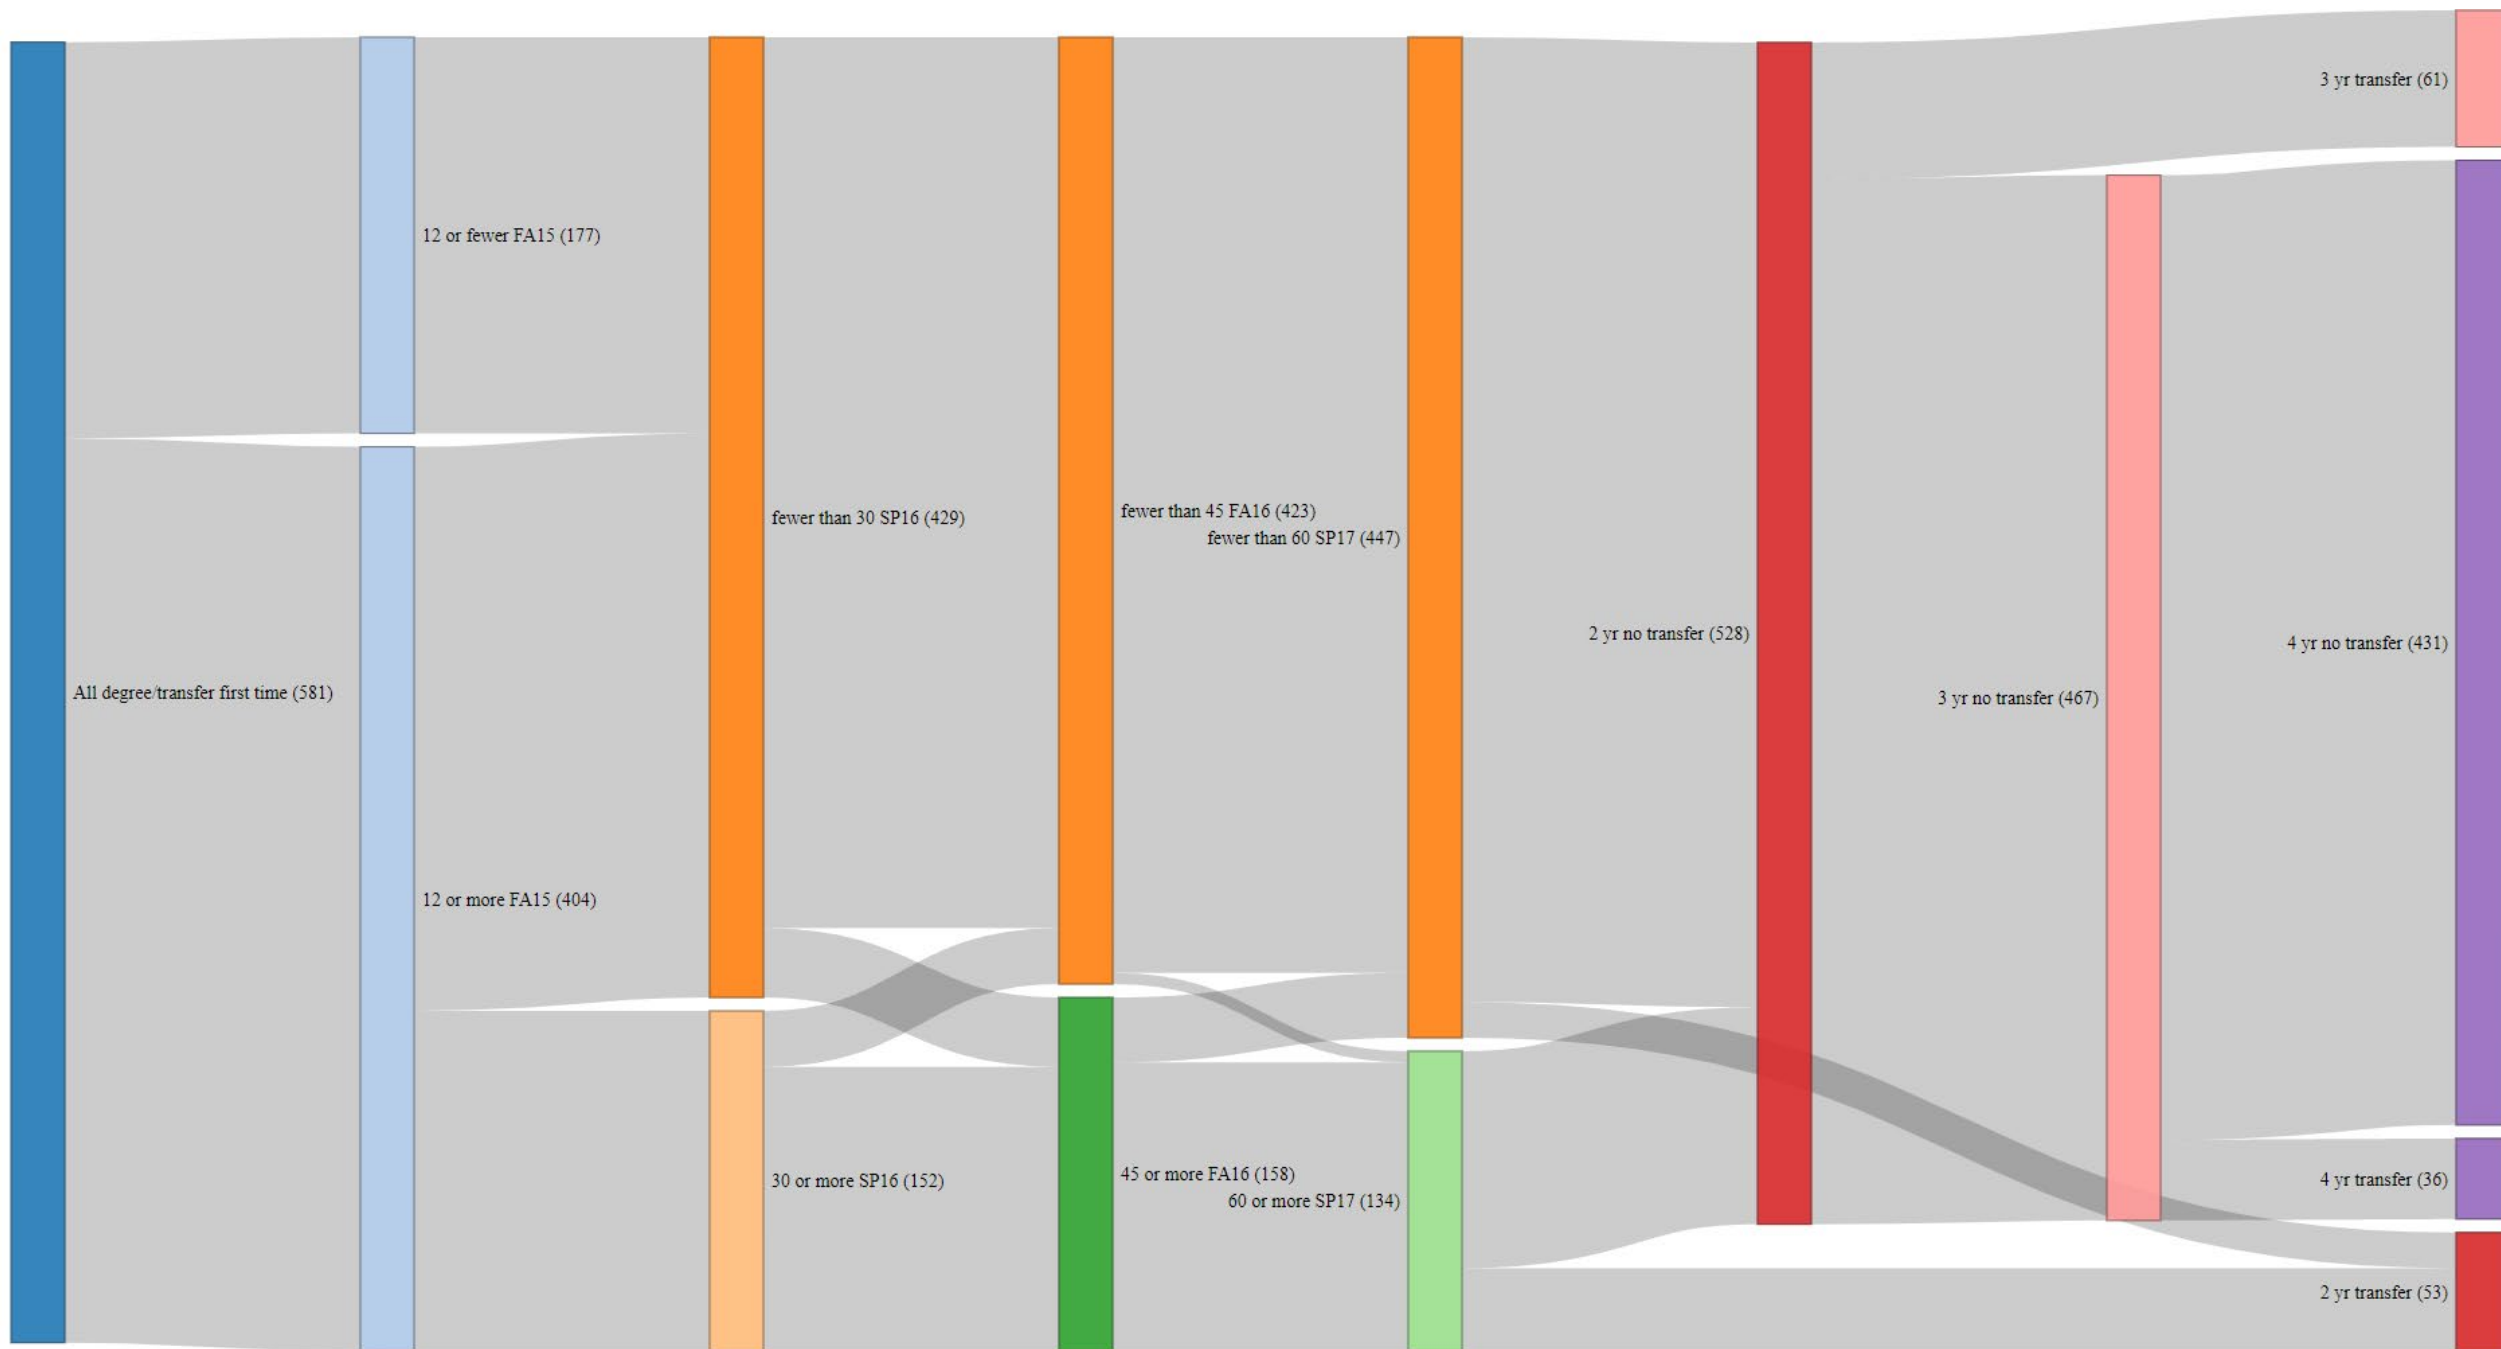 All degree/transfer first time (581)
12 or fewer FA15 (177)
12 or more FA15 (404)
fewer than 30 SP16 (429)
30 or more SP16 (152)
fewer than 45 FA16 (423)
45 or more FA16 (158)
fewer than 60 SP17 (447)
60 or more SP17 (134)
2 yr no transfer (528)
3 yr no transfer (467)
3 yr transfer (61)
4 yr no transfer (431)
4 yr transfer (36)
2 yr transfer (53)